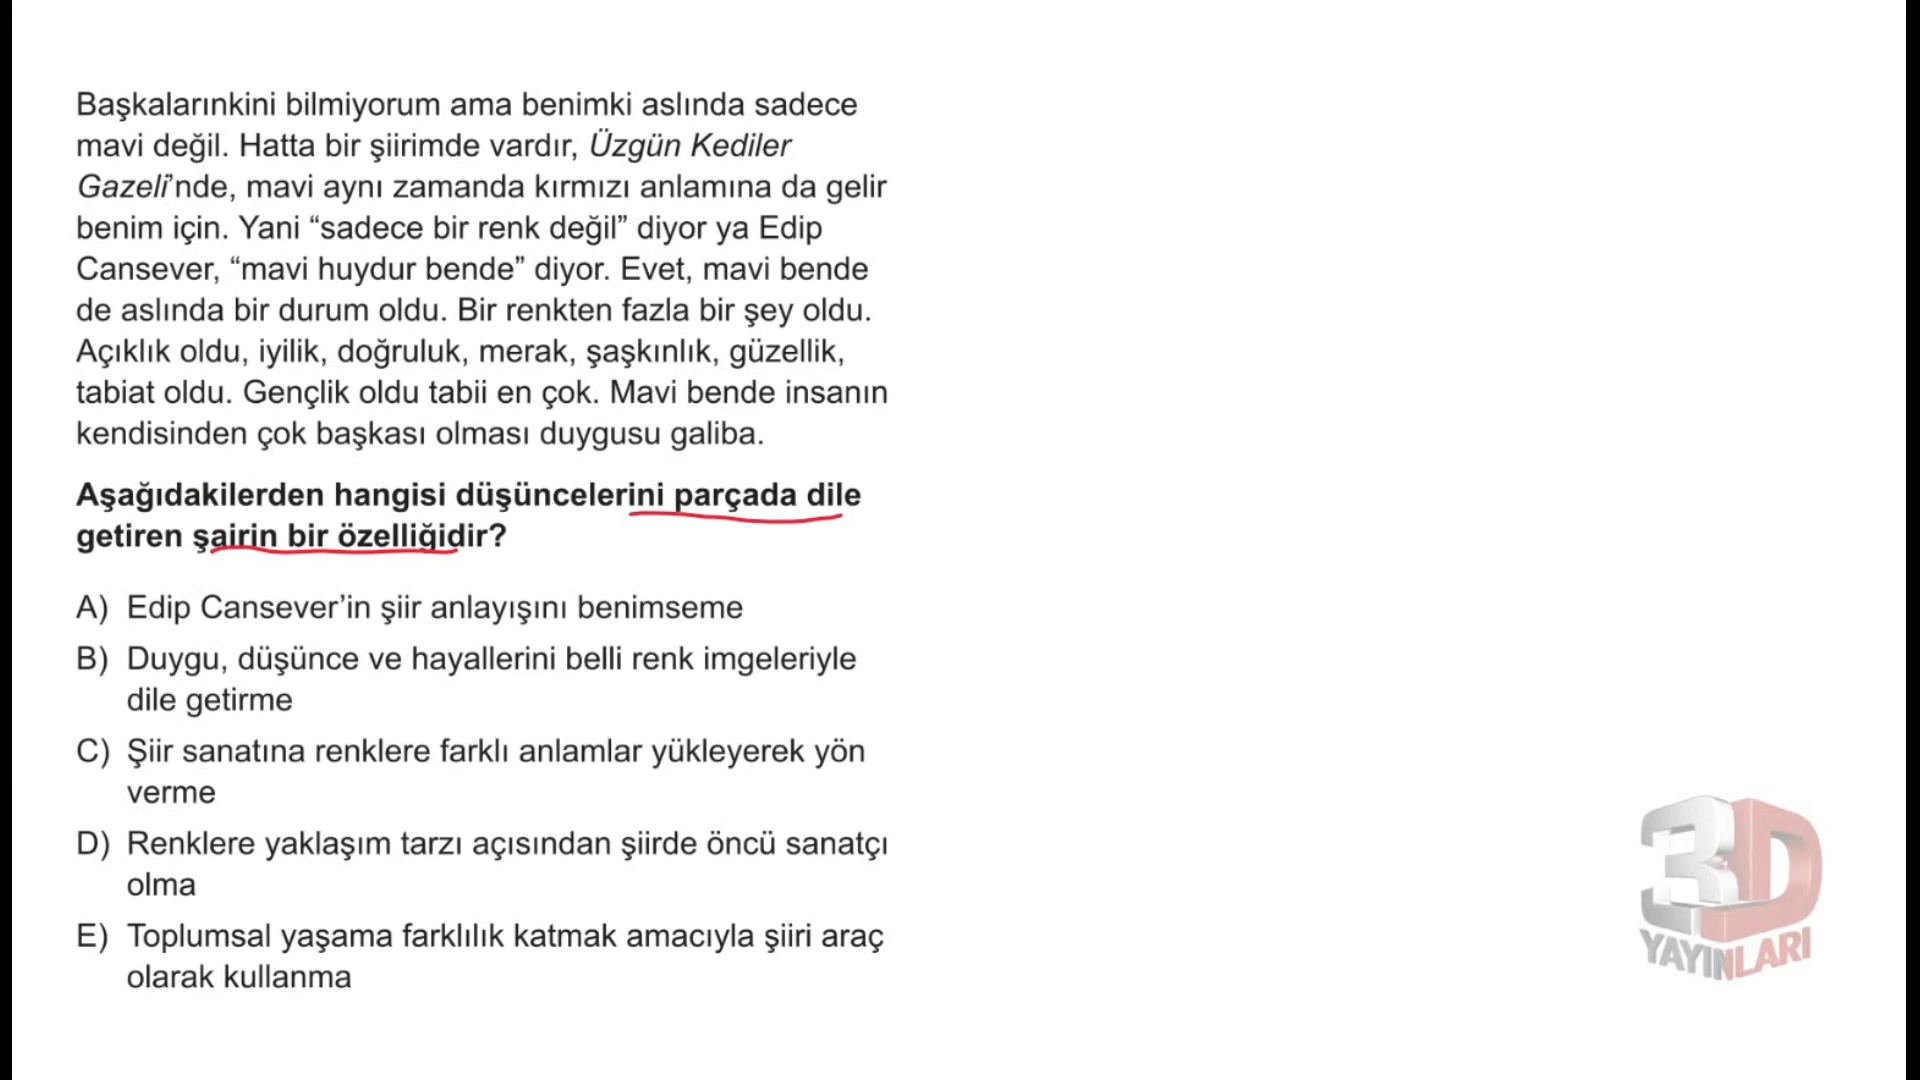 Başkalarınkini bilmiyorum ama benimki aslında sadece
mavi değil. Hatta bir şiirimde vardır, Üzgün Kediler
Gazeli’nde, mavi aynı zamanda kırmızı anlamına da gelir
benim için. Yani “sadece bir renk değil” diyor ya Edip
Cansever, “mavi huydur bende” diyor. Evet, mavi bende
de aslında bir durum oldu. Bir renkten fazla bir şey oldu.
Açıklık oldu, iyilik, doğruluk, merak, şaşkınlık, güzellik,
tabiat oldu. Gençlik oldu tabii en çok. Mavi bende insanın
kendisinden çok başkası olması duygusu galiba.
Aşağıdakilerden hangisi düşüncelerini parçada dile
getiren şairin bir özelliğidir?
A) Edip Cansever’in şiir anlayışını benimseme
B) Duygu, düşünce ve hayallerini belli renk imgeleriyle
dile getirme
C) Şiir sanatına renklere farklı anlamlar yükleyerek yön
verme
D) Renklere yaklaşım tarzı açısından şiirde öncü sanatçı
olma
E) Toplumsal yaşama farklılık katmak amacıyla şiiri araç
olarak kullanma
3D
YAYINLARI